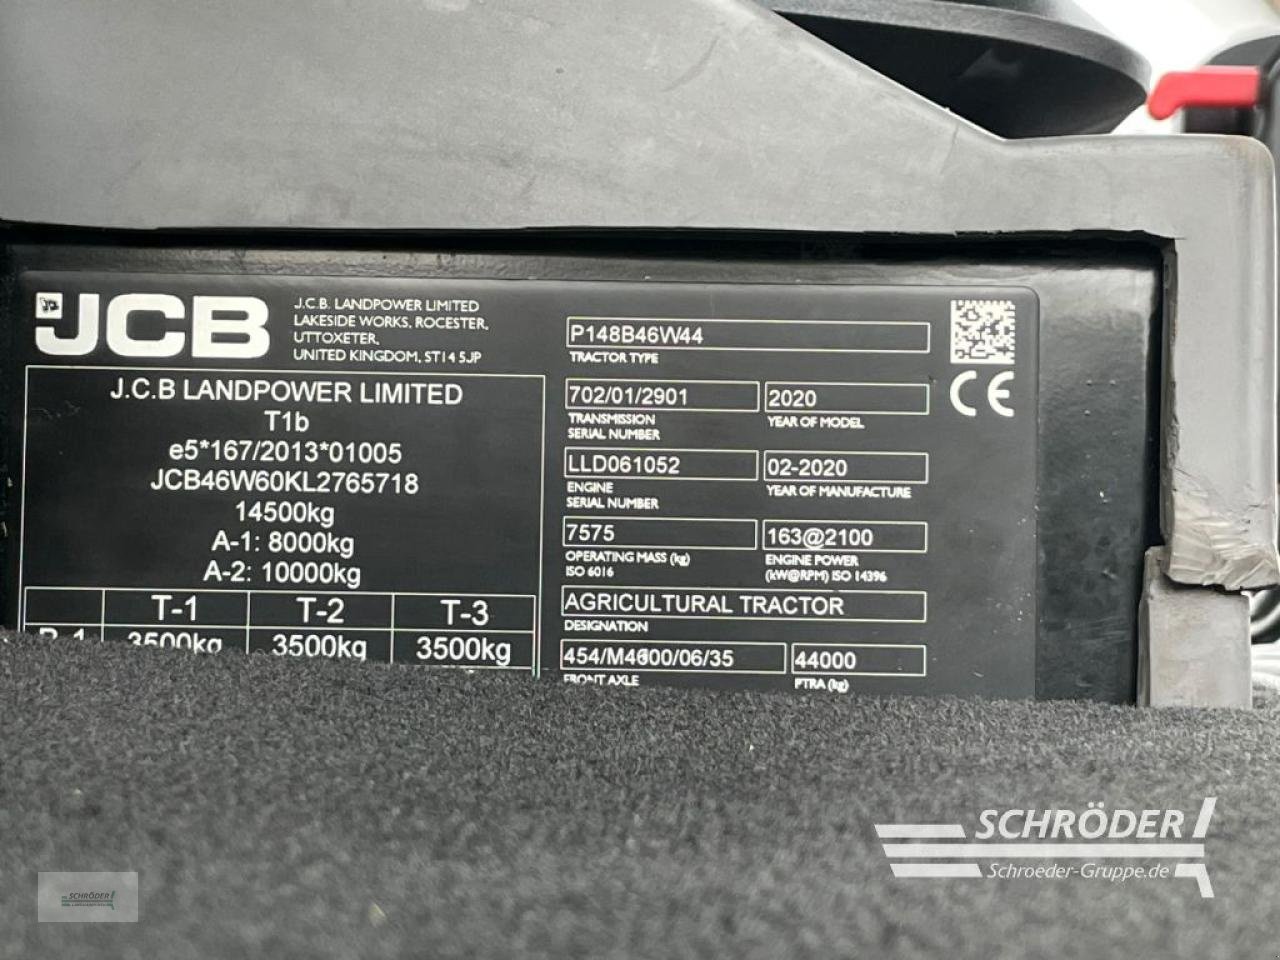 JCB
J.C.B. LANDPOWER LIMITED
LAKESIDE WORKS, ROCESTER,
UTTOXETER,
UNITED KINGDOM, ST14 5JP
J.C.B LANDPOWER LIMITED
T1b
e5*167/2013*01005
JCB46W60KL2765718
14500kg
A-1: 8000kg
A-2: 10000kg
T-1 T-2 T-3
3500kg 3500kg 3500kg
P148B46W44
TRACTOR TYPE
702/01/2901 2020
TRANSMISSION SERIAL NUMBER YEAR OF MODEL
LLD061052 02-2020
ENGINE SERIAL NUMBER YEAR OF MANUFACTURE
7575 163@2100
OPERATING MASS (kg) ISO 6016 ENGINE POWER (kW@RPM) ISO 14396
AGRICULTURAL TRACTOR
DESIGNATION
44000
FRONT AXLE PTRA (kg)
CE
SCHRÖDER
Schroeder-Gruppe.de
SCHRÖDER